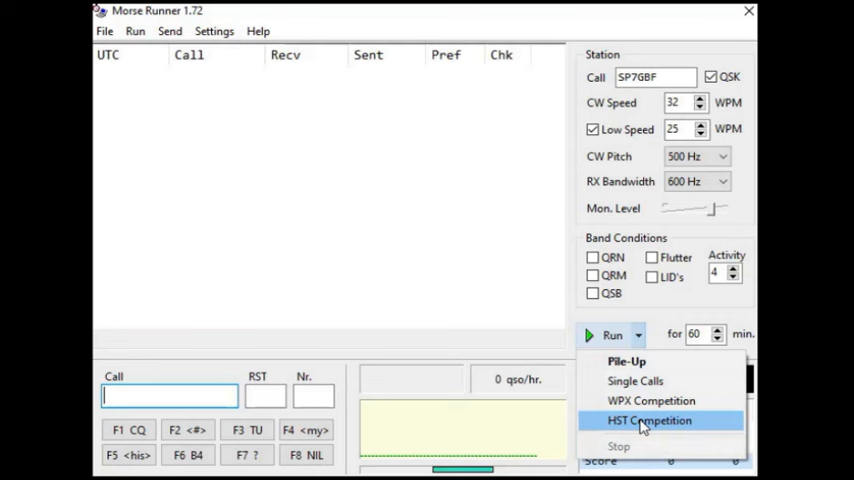 Morse Runner 1.72
File Run Send Settings Help
UTC Call Recv Sent Pref Chk
Station
Call SP7GBF QSK
CW Speed 32 WPM
Low Speed 25 WPM
CW Pitch 500 Hz
RX Bandwidth 600 Hz
Mon. Level
Band Conditions
QRN Flutter Activity
QRM LID's 4
QSB
Run for 60 min.
Pile-Up
Single Calls
WPX Competition
HST Competition
Stop
Score 0 0
Call RST Nr.
0 qso/hr.
F1 CQ F2 <#> F3 TU F4 <my>
F5 <his> F6 B4 F7 ? F8 NIL